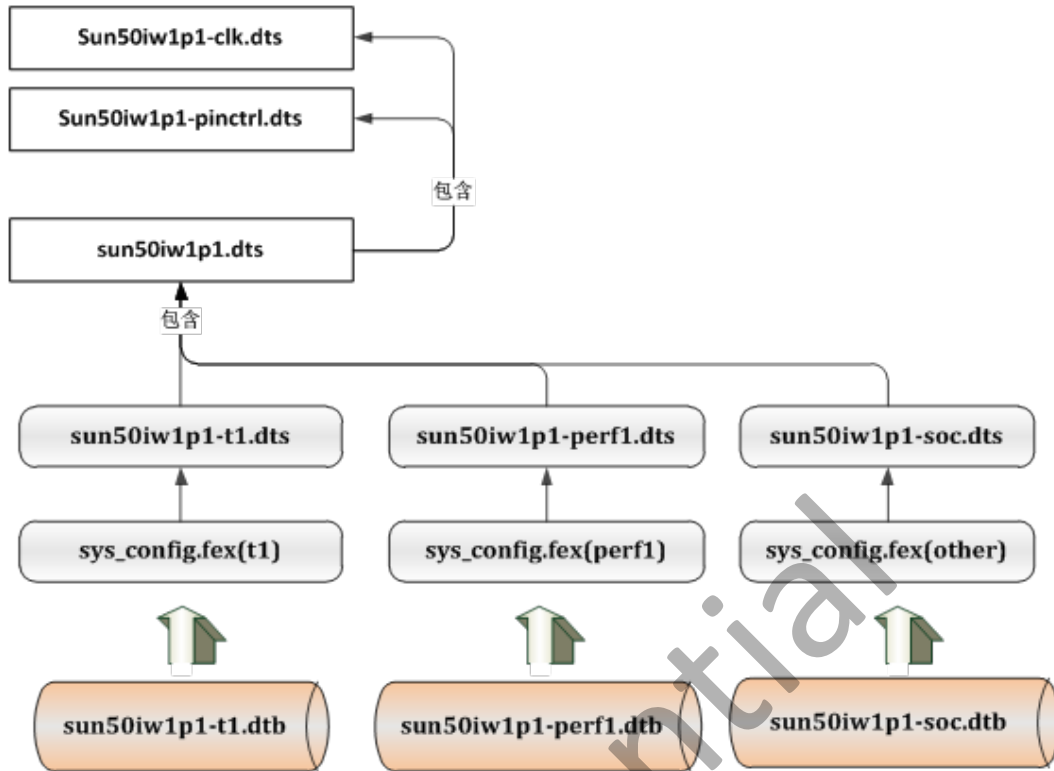 Sun50iw1p1-clk.dts
Sun50iw1p1-pinctrl.dts
包含
sun50iw1p1.dts
包含
sun50iw1p1-t1.dts
sun50iw1p1-perf1.dts
sun50iw1p1-soc.dts
sys_config.fex(t1)
sys_config.fex(perf1)
sys_config.fex(other)
ntial
sun50iw1p1-t1.dtb
sun50iw1p1-perf1.dtb
sun50iw1p1-soc.dtb